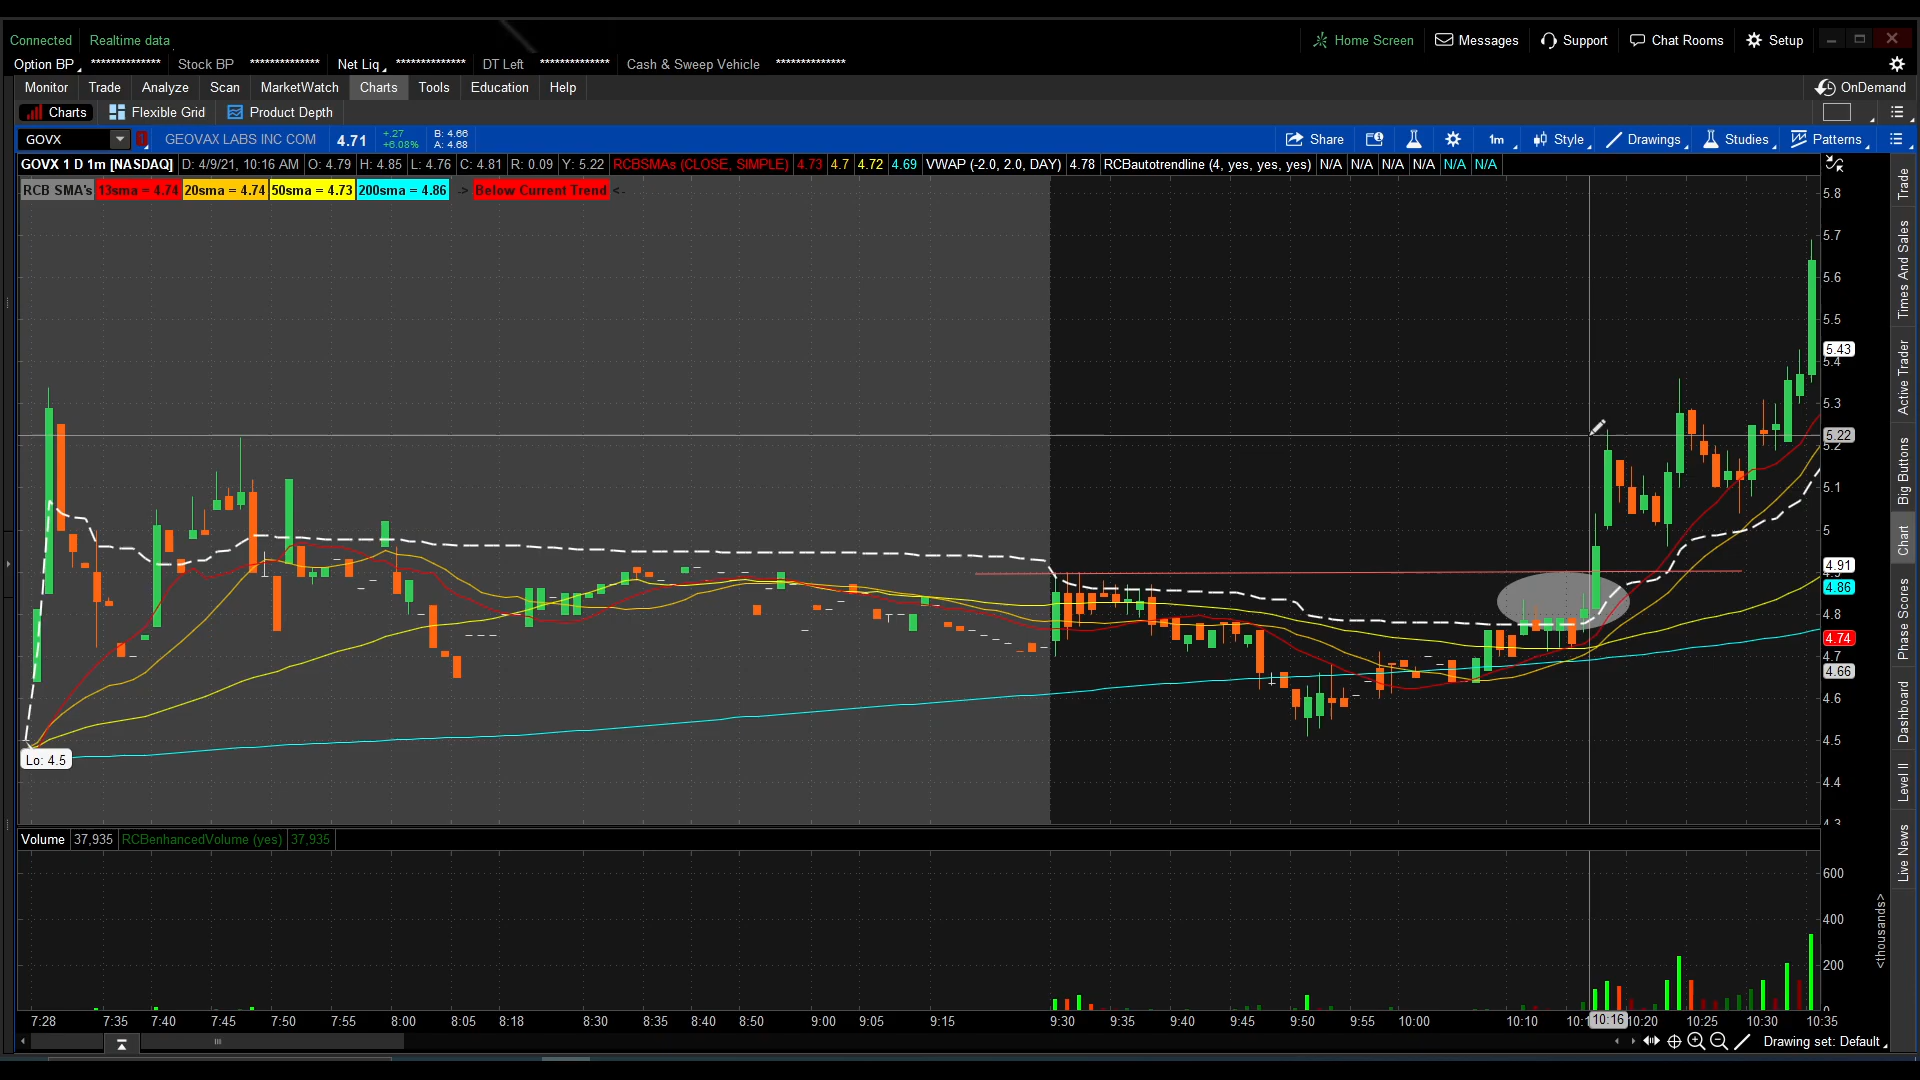 Connected Realtime data Home Screen Messages Support Chat Rooms Setup
Option BP ************** Stock BP ************** Net Liq ************** DT Left ************** Cash & Sweep Vehicle **************
Monitor Trade Analyze Scan MarketWatch Charts Tools Education Help OnDemand
Charts Flexible Grid Product Depth
GOVX 1 GEOVAX LABS INC COM 4.71 +.27 B: 4.66 Share 1m Style Drawings Studies Patterns
+6.08% A: 4.68
GOVX 1 D 1m [NASDAQ] D: 4/9/21, 10:16 AM O: 4.79 H: 4.85 L: 4.76 C: 4.81 R: 0.09 Y: 5.22 RCBSMAs (CLOSE, SIMPLE) 4.73 4.7 4.72 4.69 VWAP (-2.0, 2.0, DAY) 4.78 RCBautotrendline (4, yes, yes, yes) N/A N/A N/A N/A N/A N/A
RCB SMA's 13sma = 4.74 20sma = 4.74 50sma = 4.73 200sma = 4.86 -> Below Current Trend <-
5.8
5.7
5.6
5.5
5.43
5.4
5.3
5.22
5.2
5.1
5
4.91
4.9
4.86
4.8
4.74
4.7
4.66
4.6
4.5
4.4
4.3
Lo: 4.5
Trade
Times And Sales
Active Trader
Big Buttons
Chart
Phase Scores
Dashboard
Level II
Live News
Volume 37,935 RCBenhancedVolume (yes) 37,935
600
400
200
0
<thousands>
7:28 7:35 7:40 7:45 7:50 7:55 8:00 8:05 8:18 8:30 8:35 8:40 8:50 9:00 9:05 9:15 9:30 9:35 9:40 9:45 9:50 9:55 10:00 10:10 10:16 10:20 10:25 10:30 10:35
Drawing set: Default